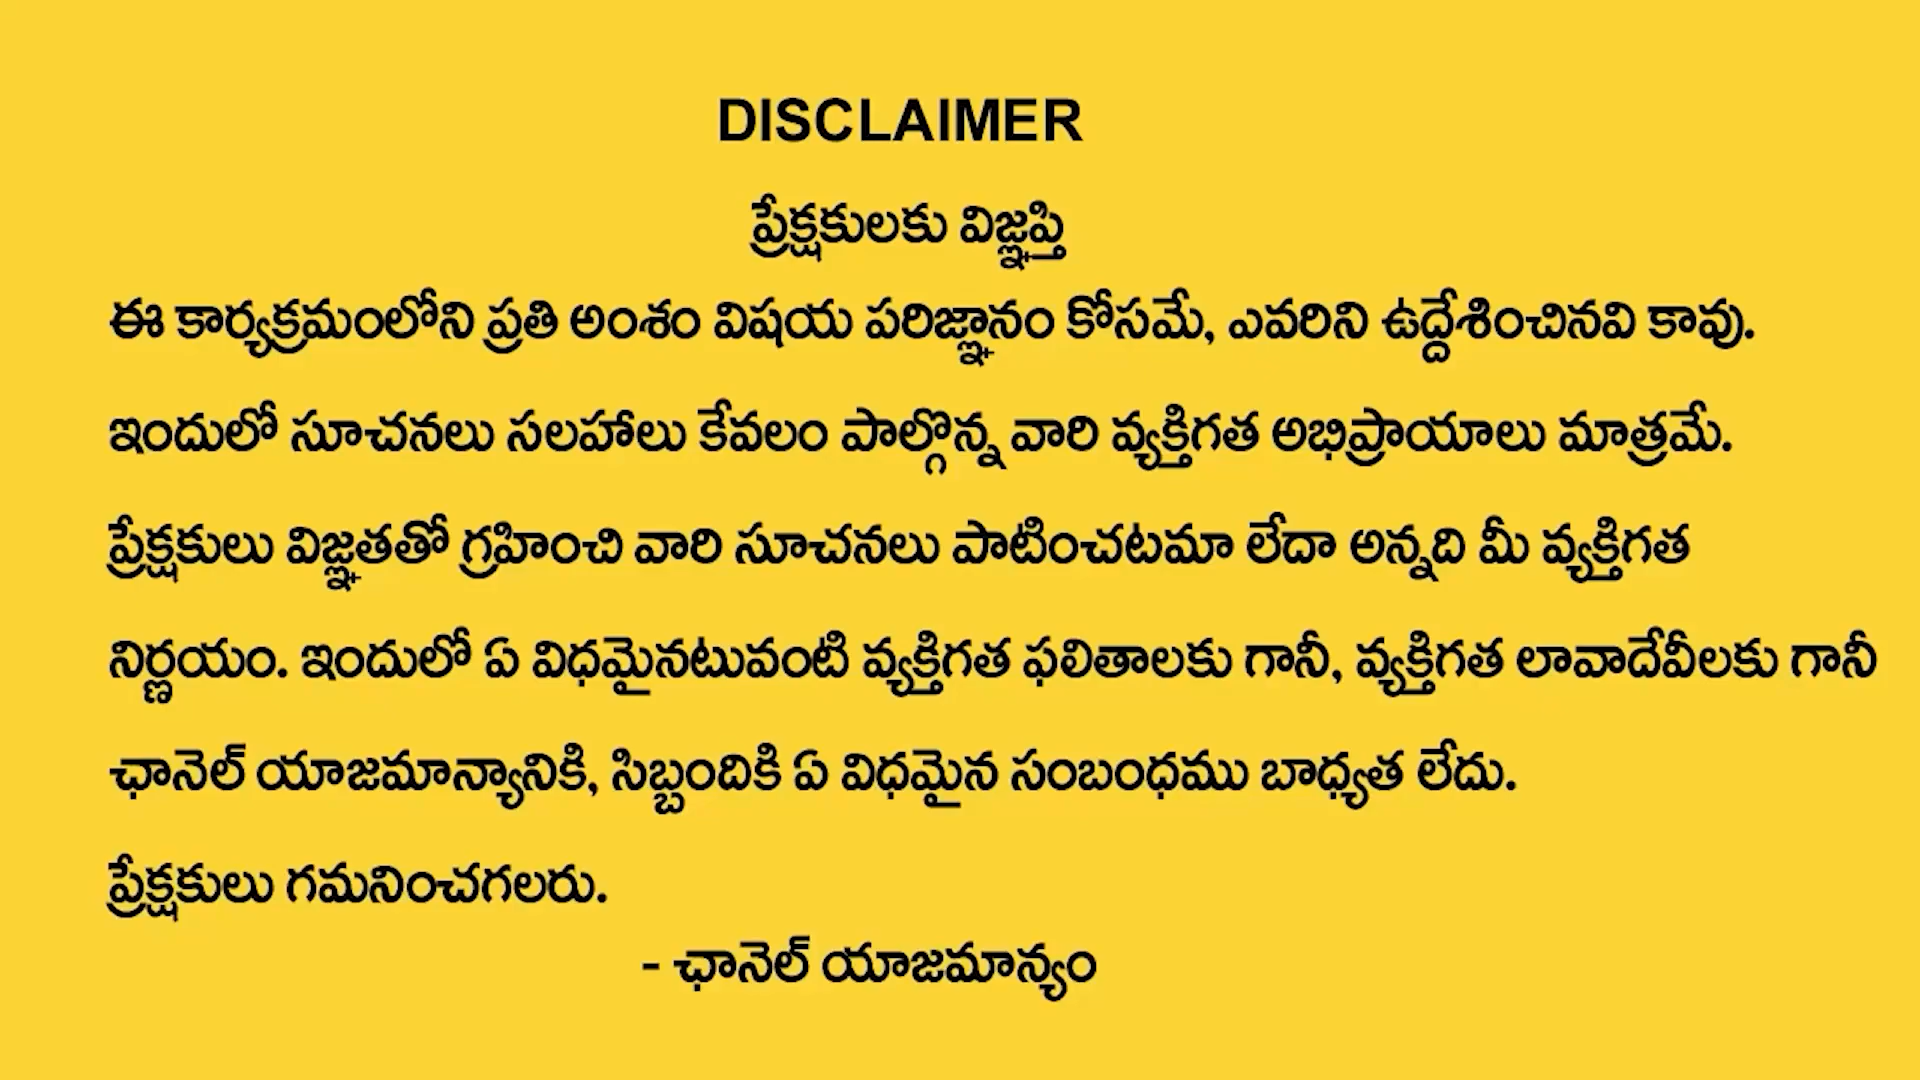 DISCLAIMER
ప్రేక్షకులకు విజ్ఞప్తి
ఈ కార్యక్రమంలోని ప్రతి అంశం విషయ పరిజ్ఞానం కోసమే, ఎవరిని ఉద్దేశించినవి కావు.
ఇందులో సూచనలు సలహాలు కేవలం పాల్గొన్న వారి వ్యక్తిగత అభిప్రాయాలు మాత్రమే.
ప్రేక్షకులు విజ్ఞతతో గ్రహించి వారి సూచనలు పాటించటమా లేదా అన్నది మీ వ్యక్తిగత
నిర్ణయం. ఇందులో ఏ విధమైనటువంటి వ్యక్తిగత ఫలితాలకు గానీ, వ్యక్తిగత లావాదేవీలకు గానీ
ఛానెల్ యాజమాన్యానికి, సిబ్బందికి ఏ విధమైన సంబంధము బాధ్యత లేదు.
ప్రేక్షకులు గమనించగలరు.
- ఛానెల్ యాజమాన్యం